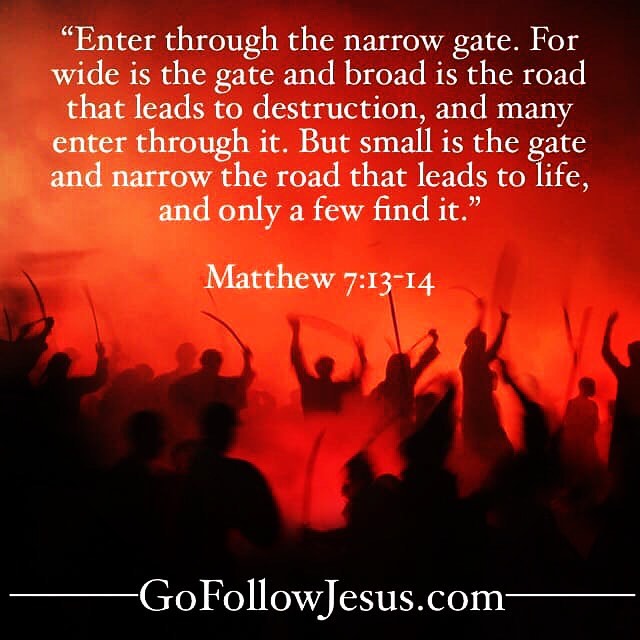 “Enter through the narrow gate. For
wide is the gate and broad is the road
that leads to destruction, and many
enter through it. But small is the gate
and narrow the road that leads to life,
and only a few find it.”
Matthew 7:13-14
GoFollowJesus.com